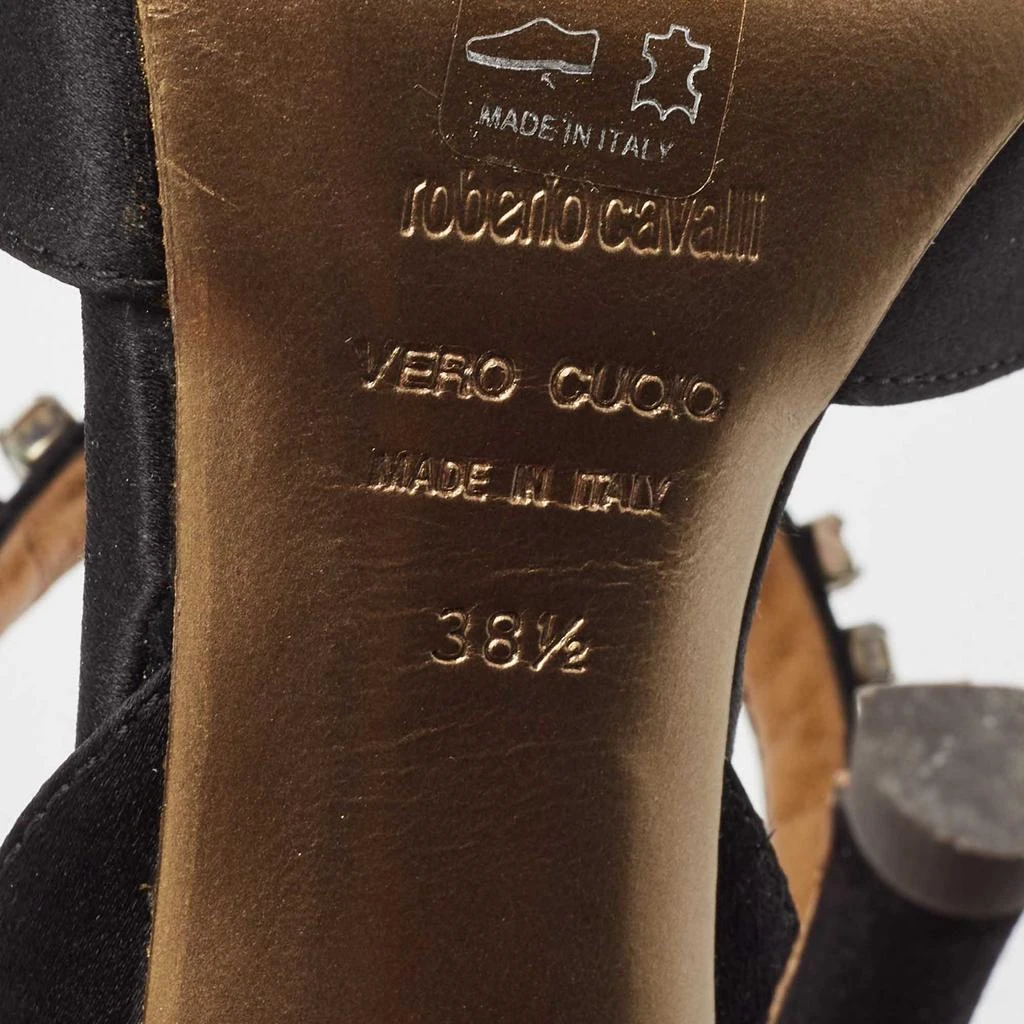 MADE IN ITALY
roberto cavalli
VERO CUOIO
MADE IN ITALY
38½